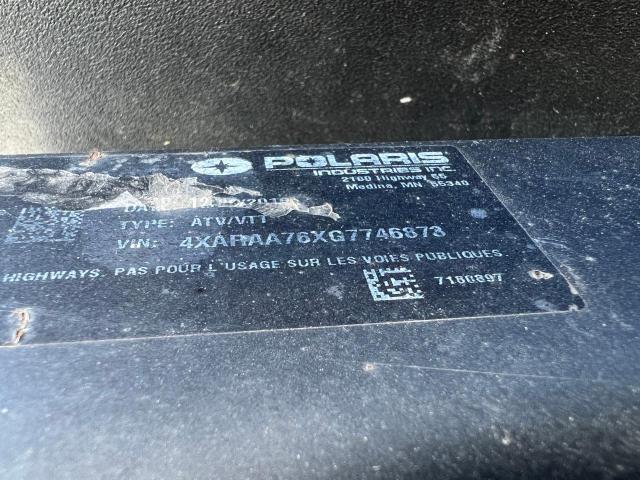 POLARIS
INDUSTRIES INC.
2100 Highway 55
Medina, MN 55340
TYPE: ATV/VTT
VIN: 4XARAA76XG7746873
HIGHWAYS. PAS POUR L'USAGE SUR LES VOIES PUBLIQUES.
7180897